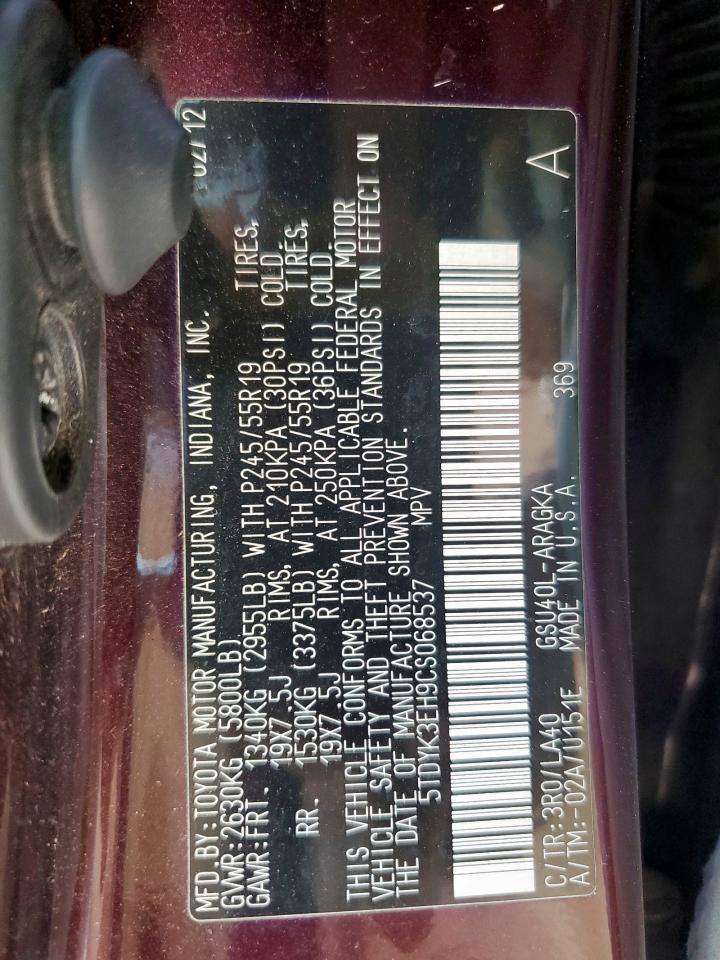 MFD.BY:TOYOTA MOTOR MANUFACTURING, INDIANA, INC. 02/12
GVWR:2630KG(5800LB)
GAWR:FRT. 1340KG(2955LB) WITH P245/55R19 TIRES,
19X7.5J RIMS, AT 210KPA(30PSI) COLD.
RR. 1530KG(3375LB) WITH P245/55R19 TIRES,
19X7.5J RIMS, AT 250KPA(36PSI) COLD.
THIS VEHICLE CONFORMS TO ALL APPLICABLE FEDERAL MOTOR
VEHICLE SAFETY AND THEFT PREVENTION STANDARDS IN EFFECT ON
THE DATE OF MANUFACTURE SHOWN ABOVE.
5TDYK3EH9CS068537 MPV
C/TR:3R0/LA40 GSU40L-ARAGKA A
A/TM:-02A/U151E MADE IN U.S.A. 369